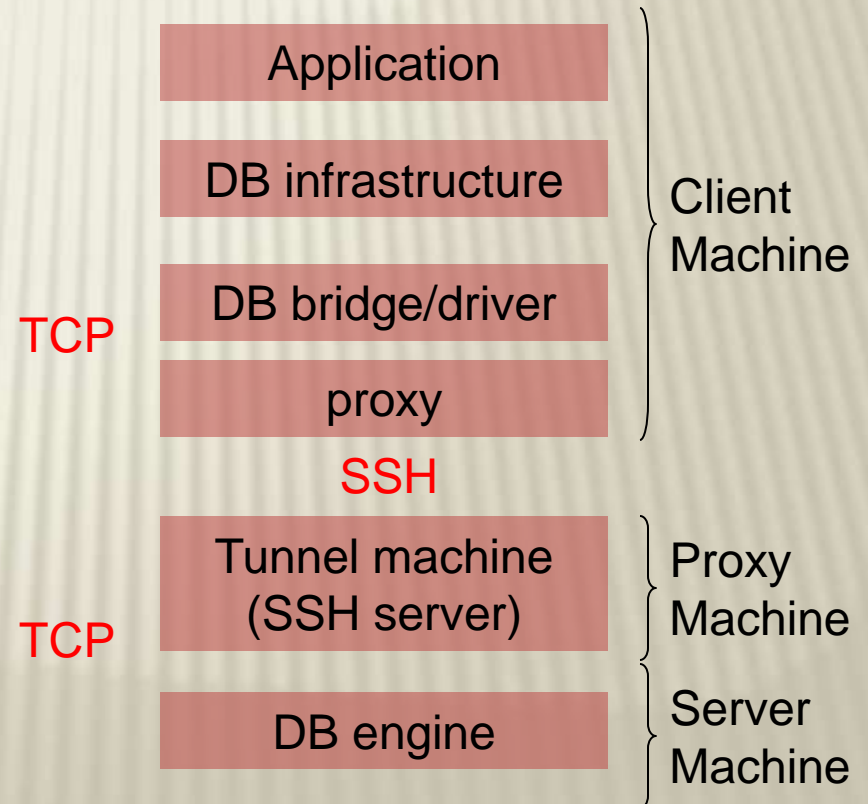 Application
DB infrastructure
Client
Machine
DB bridge/driver
TCP
proxy
SSH
Tunnel machine
(SSH server)
Proxy
Machine
TCP
DB engine
Server
Machine